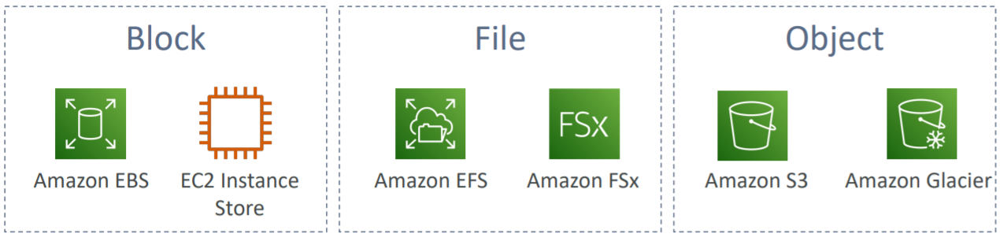 Block
Amazon EBS
EC2 Instance
Store
File
Amazon EFS
FSx
Amazon FSx
Object
Amazon S3
Amazon Glacier